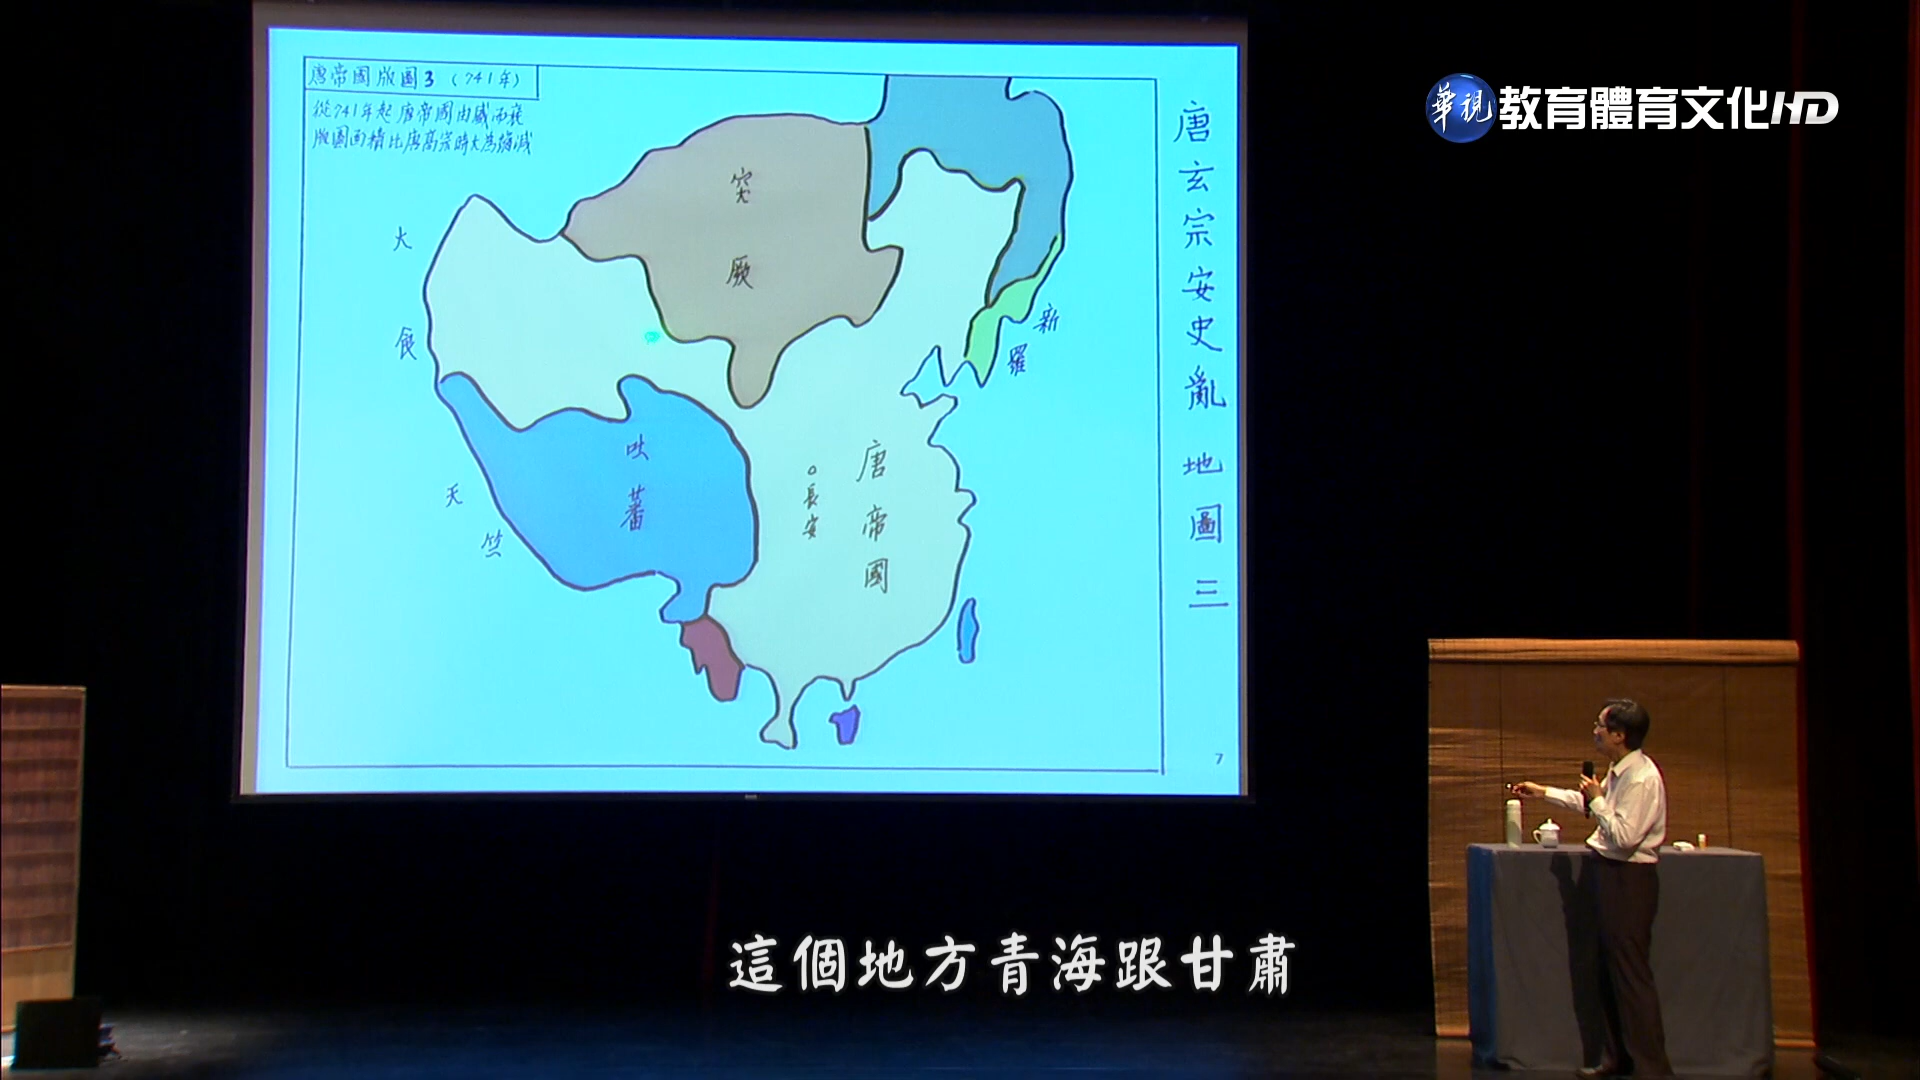 唐帝國版圖3（741年）
從741年起唐帝國由盛而衰
版圖面積比唐高宗時大為縮減
華視 教育體育文化HD
唐玄宗安史亂 地圖三
突厥
大食
新羅
吐蕃
唐帝國
長安
天竺
7
這個地方青海跟甘肅